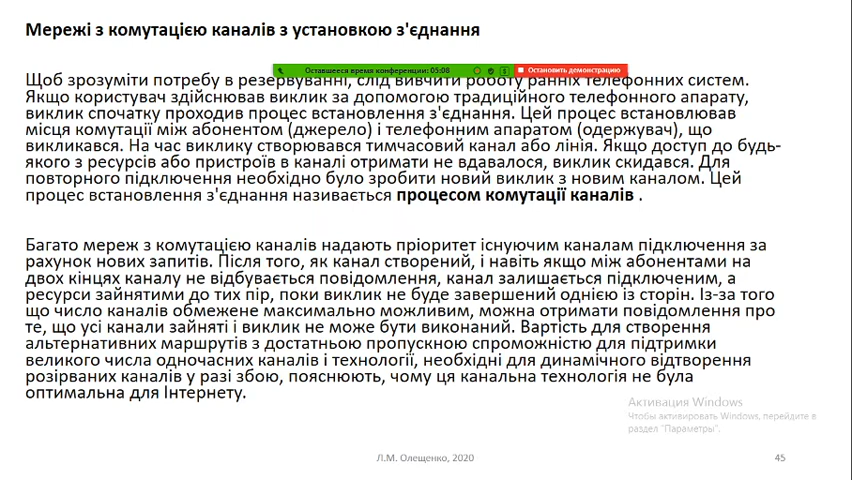 Мережі з комутацією каналів з установкою з'єднання
Оставшееся время конференции: 05:08
Остановить демонстрацию
Щоб зрозуміти потребу в резервуванні, слід вивчити роботу ранніх телефонних систем.
Якщо користувач здійснював виклик за допомогою традиційного телефонного апарату,
виклик спочатку проходив процес встановлення з'єднання. Цей процес встановлював
місця комутації між абонентом (джерело) і телефонним апаратом (одержувач), що
викликався. На час виклику створювався тимчасовий канал або лінія. Якщо доступ до будь-
якого з ресурсів або пристроїв в каналі отримати не вдавалося, виклик скидався. Для
повторного підключення необхідно було зробити новий виклик з новим каналом. Цей
процес встановлення з'єднання називається процесом комутації каналів .
Багато мереж з комутацією каналів надають пріоритет існуючим каналам підключення за
рахунок нових запитів. Після того, як канал створений, і навіть якщо між абонентами на
двох кінцях каналу не відбувається повідомлення, канал залишається підключеним, а
ресурси зайнятими до тих пір, поки виклик не буде завершений однією із сторін. Із-за того
що число каналів обмежене максимально можливим, можна отримати повідомлення про
те, що усі канали зайняті і виклик не може бути виконаний. Вартість для створення
альтернативних маршрутів з достатньою пропускною спроможністю для підтримки
великого числа одночасних каналів і технології, необхідні для динамічного відтворення
розірваних каналів у разі збою, пояснюють, чому ця канальна технологія не була
оптимальна для Інтернету.
Активация Windows
Чтобы активировать Windows, перейдите в
раздел "Параметры".
Л.М. Олещенко, 2020
45